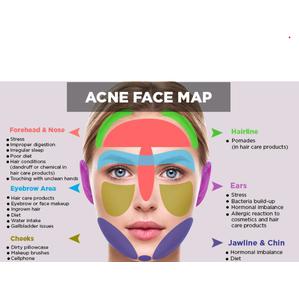 ACNE FACE MAP
Forehead & Nose
Stress
Improper digestion
Irregular sleep
Poor diet
Hair conditions
(dandruff or chemical in
hair care products)
Touching with unclean hands
Eyebrow Area
Hair care products
Eyebrow or face makeup
Ingrown hair
Diet
Water intake
Gallbladder issues
Cheeks
Dirty pillowcase
Makeup brushes
Cellphone
Hairline
Pomades
(in hair care products)
Ears
Stress
Bacteria build-up
Hormonal imbalance
Allergic reaction to
cosmetics and hair
care products
Jawline & Chin
Hormonal imbalance
Diet